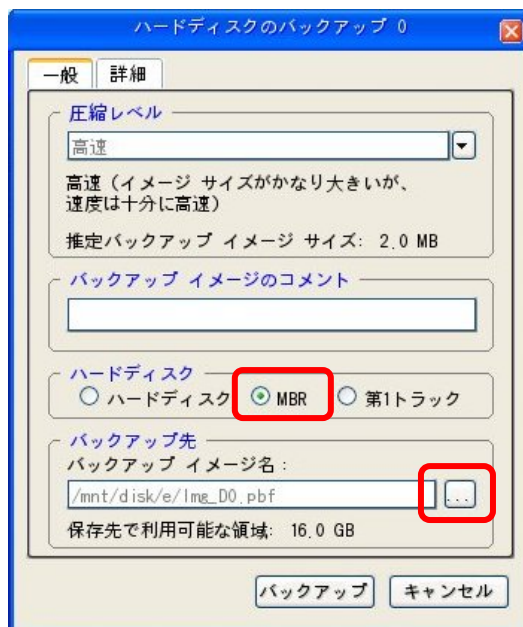 ハードディスクのバックアップ 0
一般 詳細
圧縮レベル
高速
高速（イメージ サイズがかなり大きいが、
速度は十分に高速）
推定バックアップ イメージ サイズ: 2.0 MB
バックアップ イメージのコメント
ハードディスク
ハードディスク MBR 第1トラック
バックアップ先
バックアップ イメージ名:
/mnt/disk/e/Img_D0.pbf ...
保存先で利用可能な領域: 16.0 GB
バックアップ キャンセル